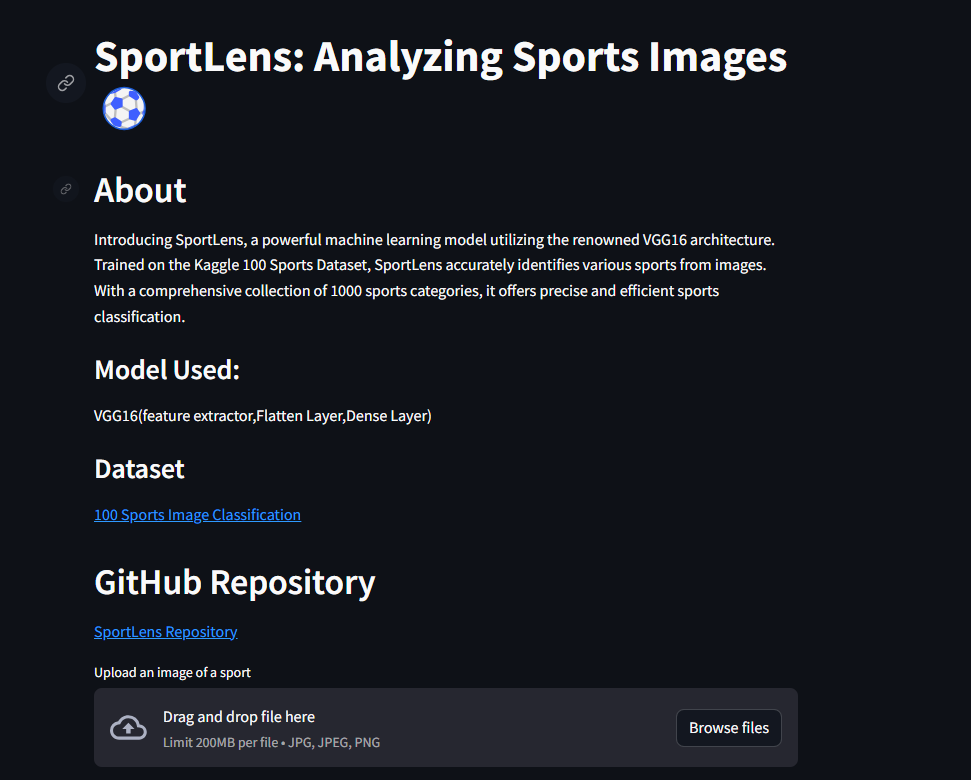 SportLens: Analyzing Sports Images
About
Introducing SportLens, a powerful machine learning model utilizing the renowned VGG16 architecture.
Trained on the Kaggle 100 Sports Dataset, SportLens accurately identifies various sports from images.
With a comprehensive collection of 1000 sports categories, it offers precise and efficient sports
classification.
Model Used:
VGG16(feature extractor,Flatten Layer,Dense Layer)
Dataset
100 Sports Image Classification
GitHub Repository
SportLens Repository
Upload an image of a sport
Drag and drop file here
Limit 200MB per file • JPG, JPEG, PNG
Browse files